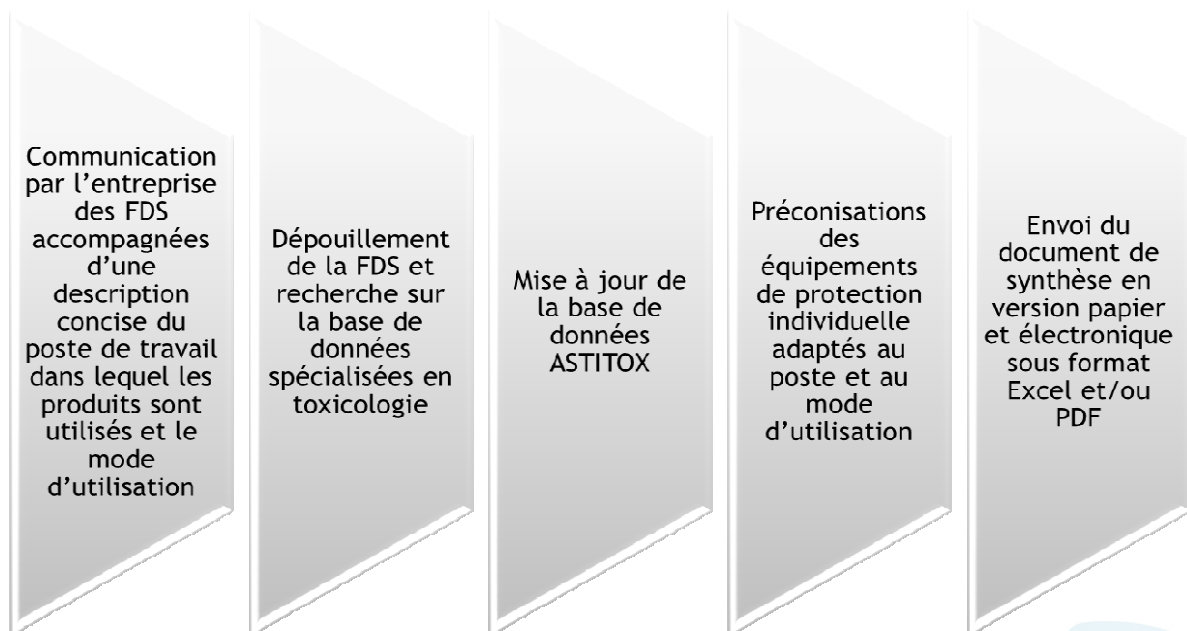 Communication
par l'entreprise
des FDS
accompagnées
d'une
description
concise du
poste de travail
dans lequel les
produits sont
utilisés et le
mode
d'utilisation
Dépouillement
de la FDS et
recherche sur
la base de
données
spécialisées en
toxicologie
Mise à jour de
la base de
données
ASTITOX
Préconisations
des
équipements
de protection
individuelle
adaptés au
poste et au
mode
d'utilisation
Envoi du
document de
synthèse en
version papier
et électronique
sous format
Excel et/ou
PDF